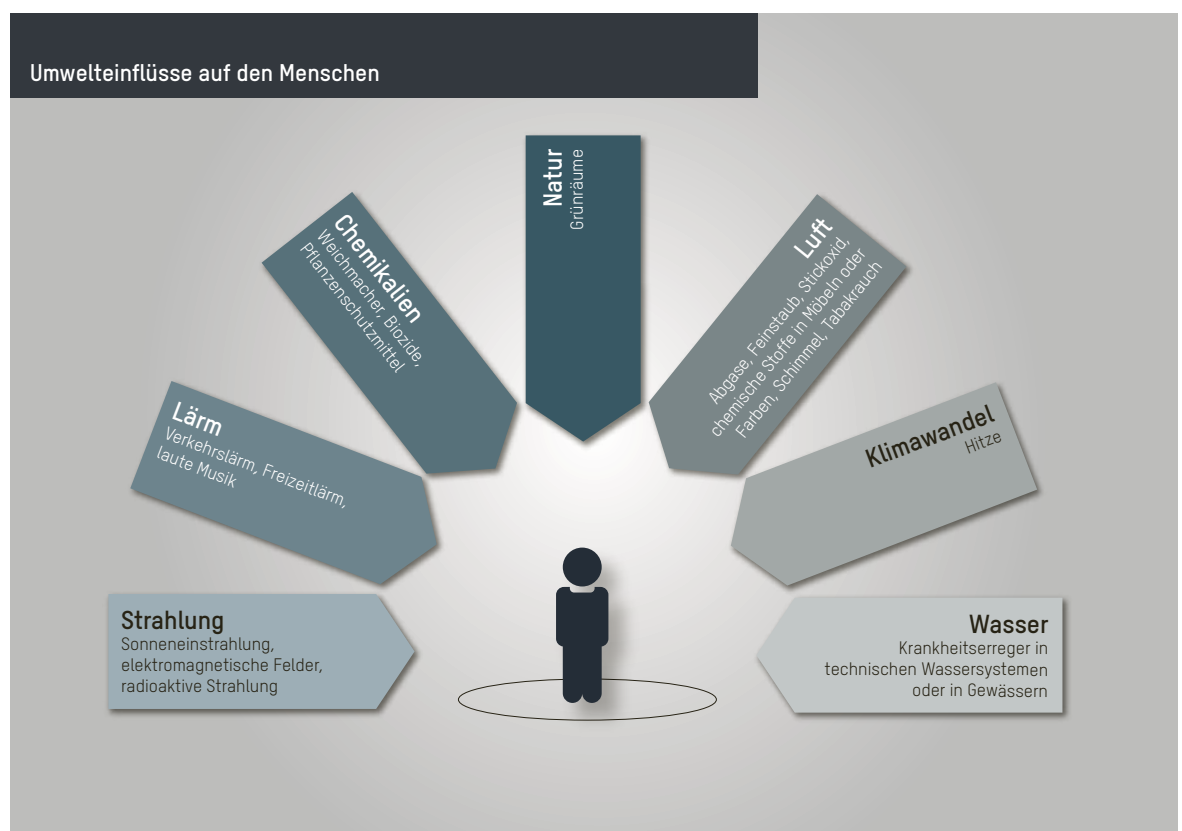 Umwelteinflüsse auf den Menschen
Strahlung
Sonneneinstrahlung,
elektromagnetische Felder,
radioaktive Strahlung
Lärm
Verkehrslärm, Freizeitlärm,
laute Musik
Chemikalien
Weichmacher, Biozide,
Pflanzenschutzmittel
Natur
Grünräume
Luft
Abgase, Feinstaub, Stickoxid,
chemische Stoffe in Möbeln oder
Farben, Schimmel, Tabakrauch
Klimawandel
Hitze
Wasser
Krankheitserreger in
technischen Wassersystemen
oder in Gewässern